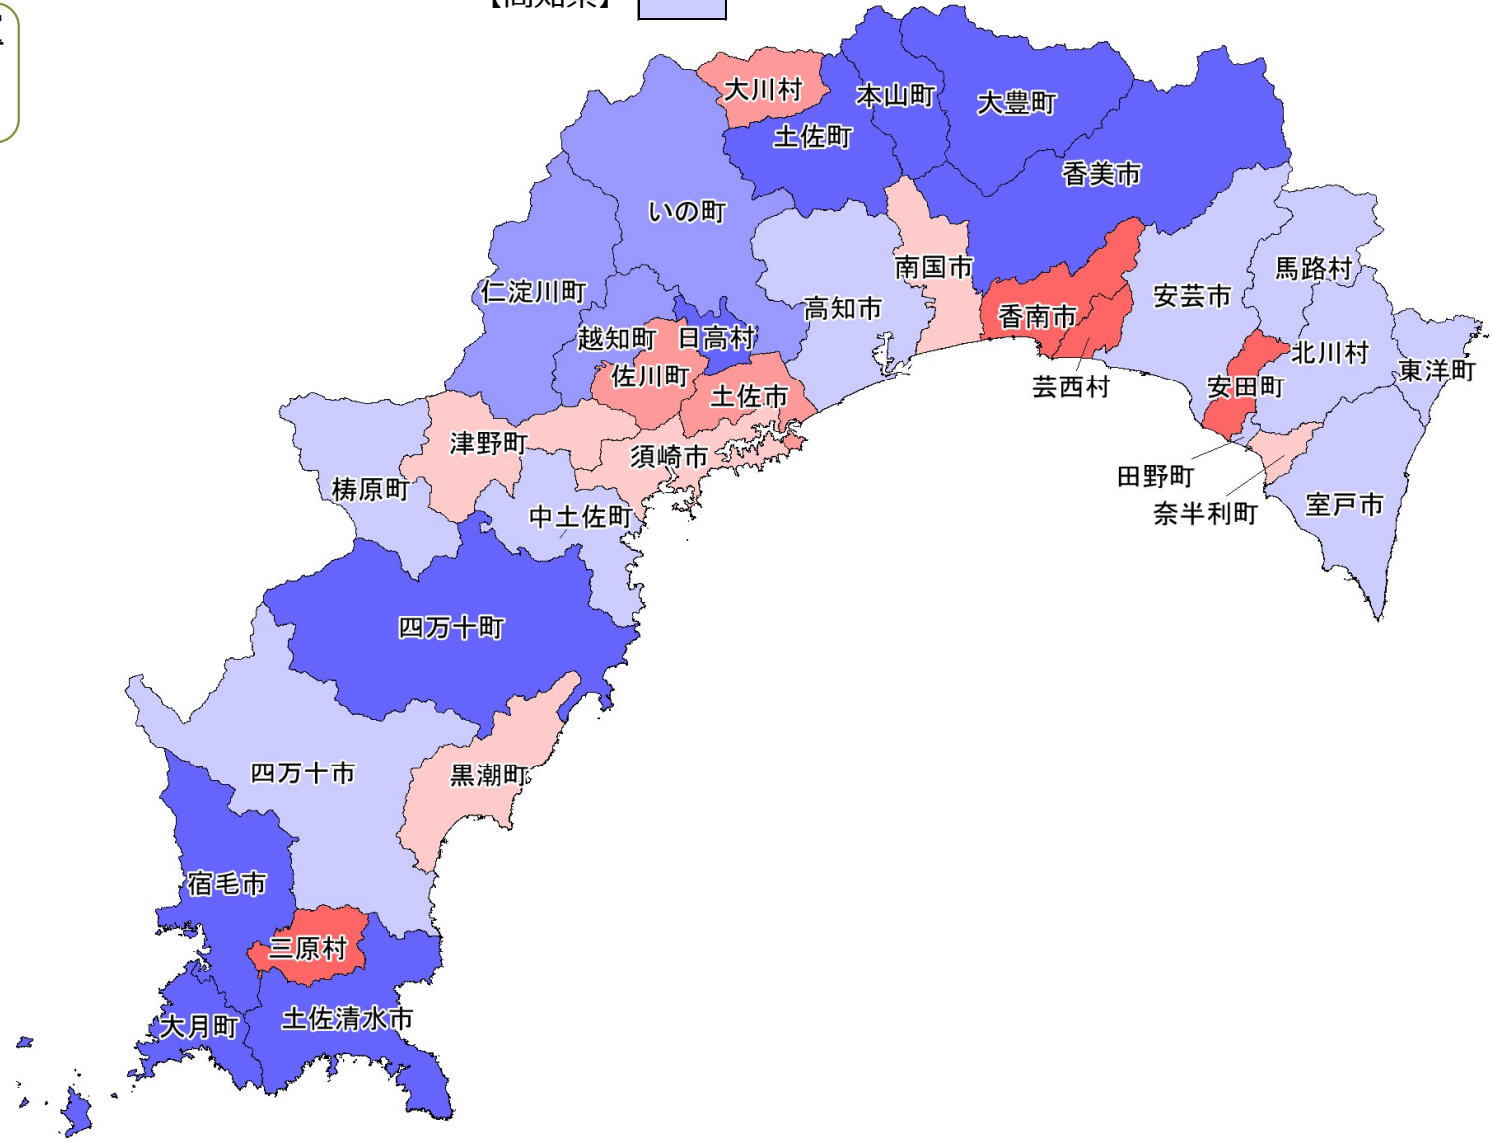 【高知県】
大川村
本山町
大豊町
土佐町
香美市
いの町
南国市
馬路村
仁淀川町
安芸市
高知市
香南市
越知町
日高村
北川村
東洋町
佐川町
芸西村
安田町
土佐市
津野町
須崎市
田野町
梼原町
奈半利町
室戸市
中土佐町
四万十町
四万十市
黒潮町
宿毛市
三原村
大月町
土佐清水市